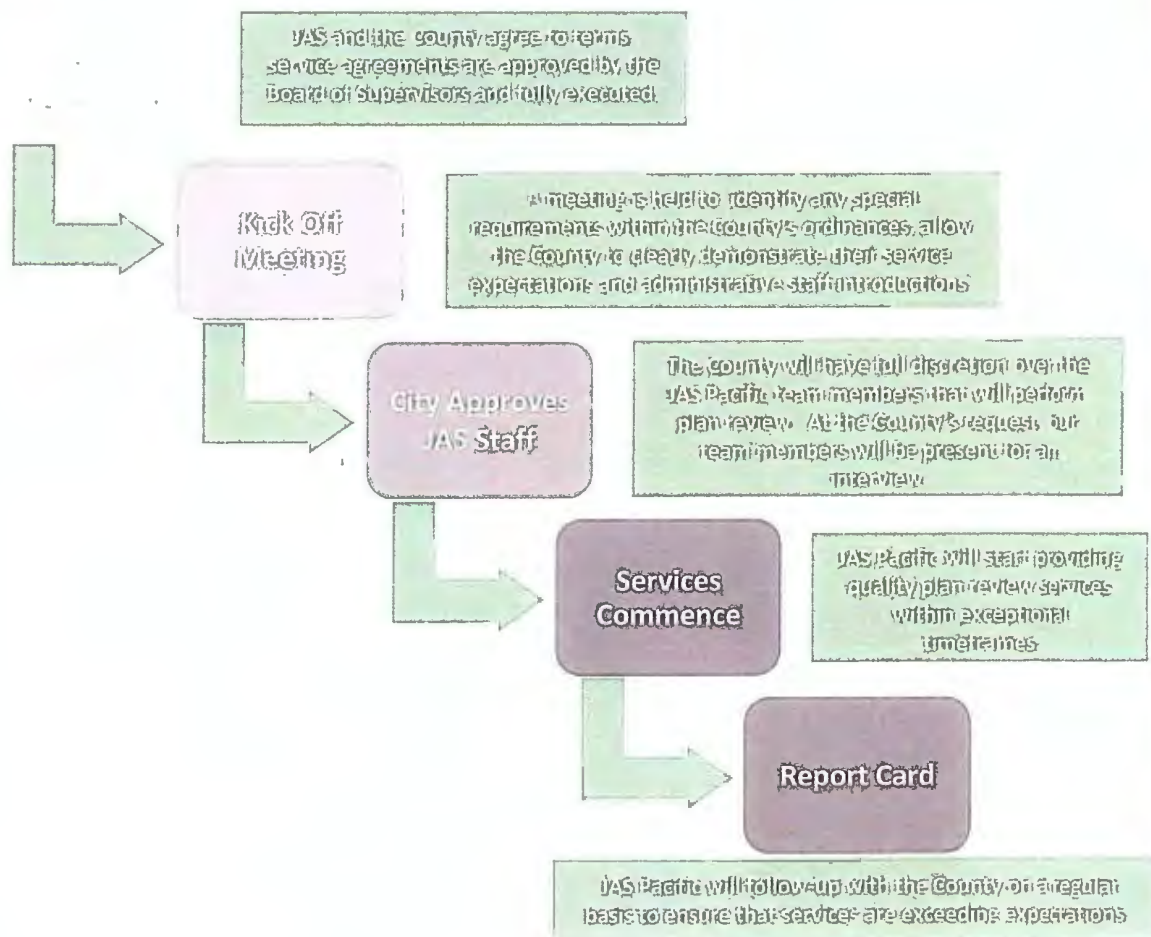 JAS and the County agree to terms
service agreements are approved by the
Board of Supervisors and fully executed.
Kick Off
Meeting
A meeting is held to identify any special
requirements within the County's ordinances, allow
the County to clearly demonstrate their service
expectations and administrative staff introductions
City Approves
JAS Staff
The County will have full discretion over the
JAS Pacific team members that will perform
plan review. At the County's request, our
team members will be present for an
interview
Services
Commence
JAS Pacific will start providing
quality plan review services
within exceptional
timeframes
Report Card
JAS Pacific will follow-up with the County on a regular
basis to ensure that services are exceeding expectations